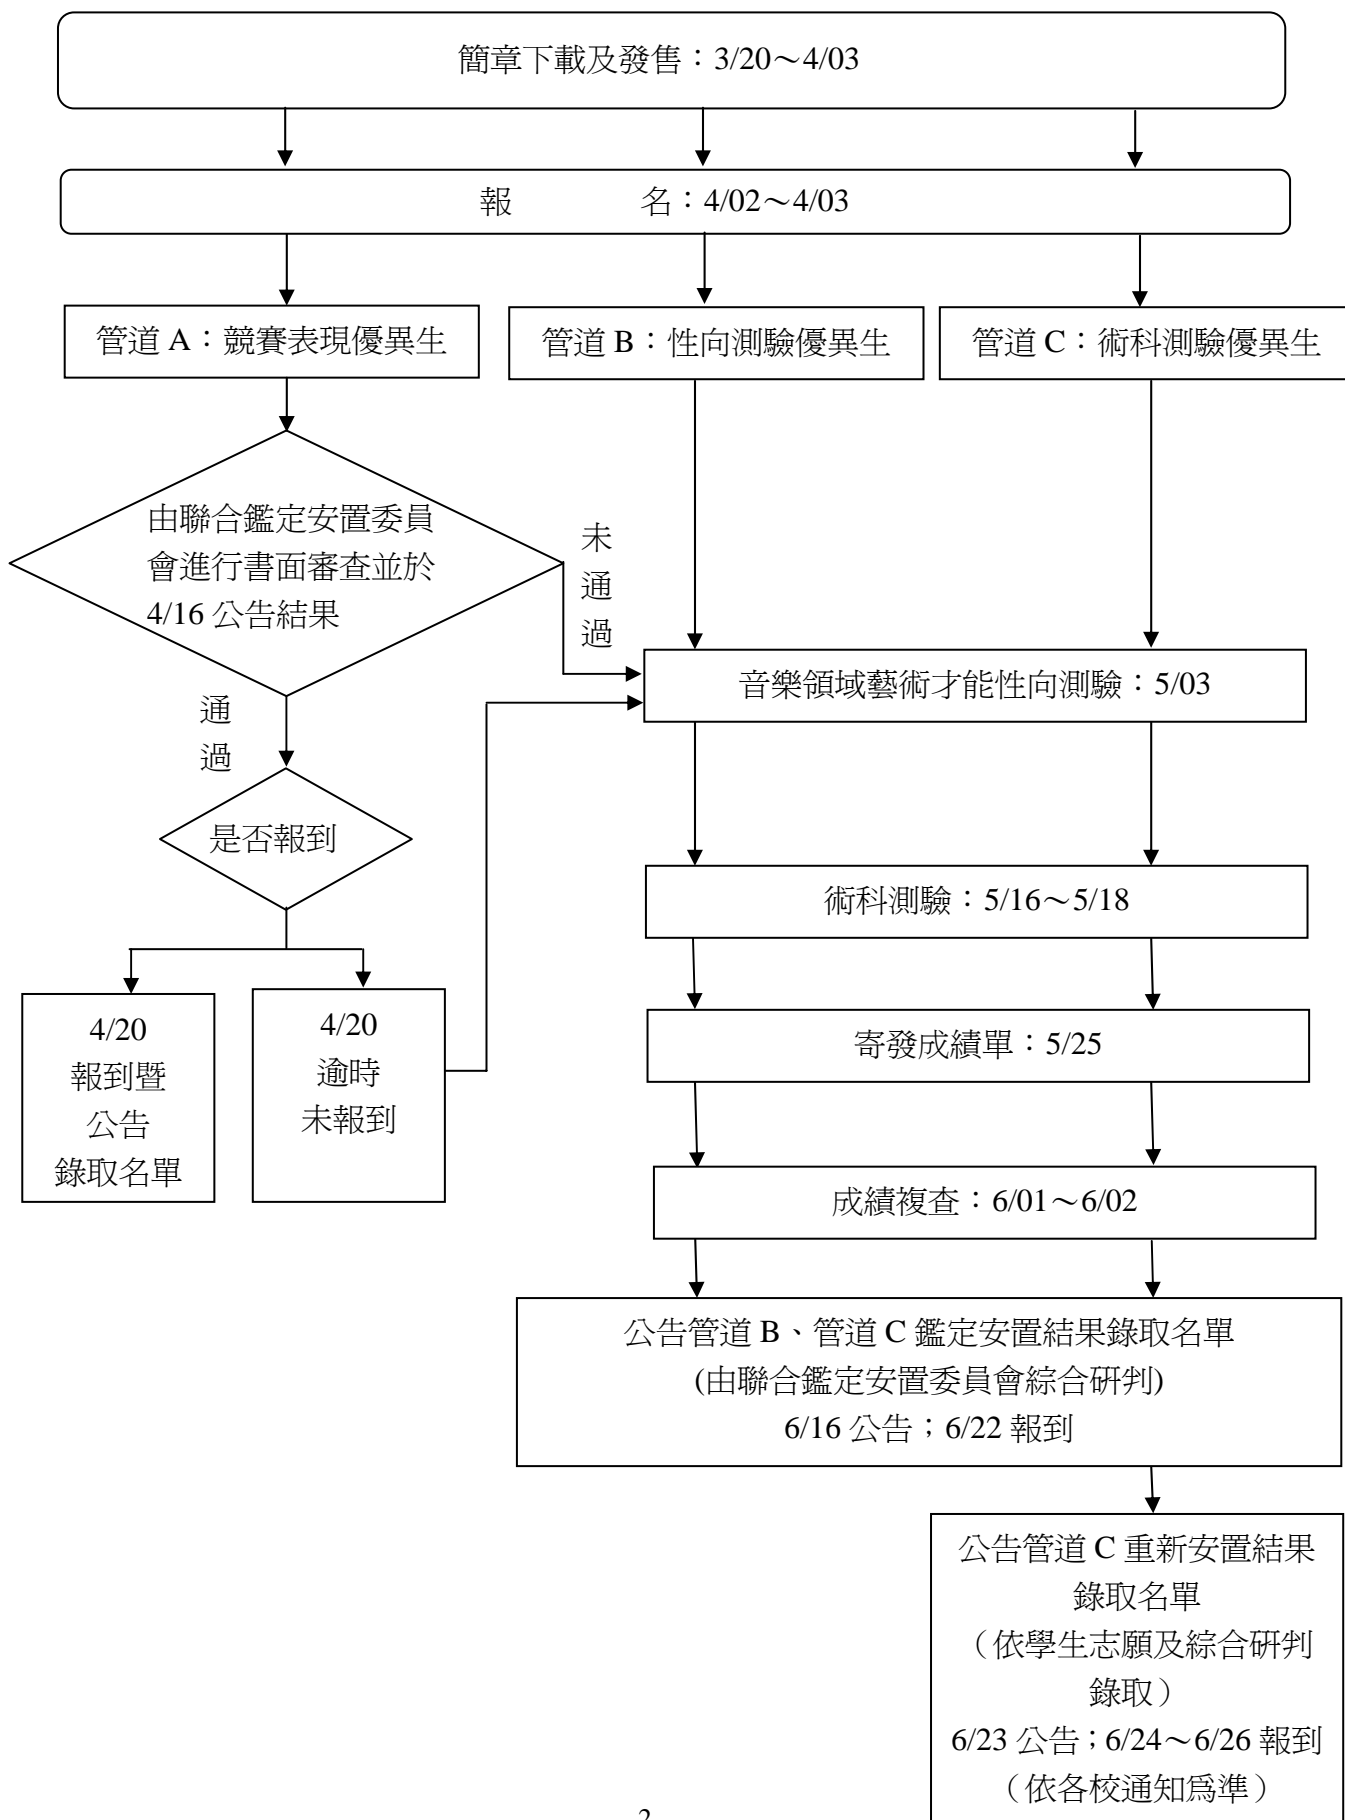 簡章下載及發售：3/20～4/03
報　　　　名：4/02～4/03
管道 A：競賽表現優異生
管道 B：性向測驗優異生
管道 C：術科測驗優異生
由聯合鑑定安置委員
會進行書面審查並於
4/16 公告結果
未
通
過
通
過
音樂領域藝術才能性向測驗：5/03
是否報到
術科測驗：5/16～5/18
4/20
報到暨
公告
錄取名單
4/20
逾時
未報到
寄發成績單：5/25
成績複查：6/01～6/02
公告管道 B、管道 C 鑑定安置結果錄取名單
(由聯合鑑定安置委員會綜合研判)
6/16 公告；6/22 報到
公告管道 C 重新安置結果
錄取名單
（依學生志願及綜合研判
錄取）
6/23 公告；6/24～6/26 報到
（依各校通知為準）
2